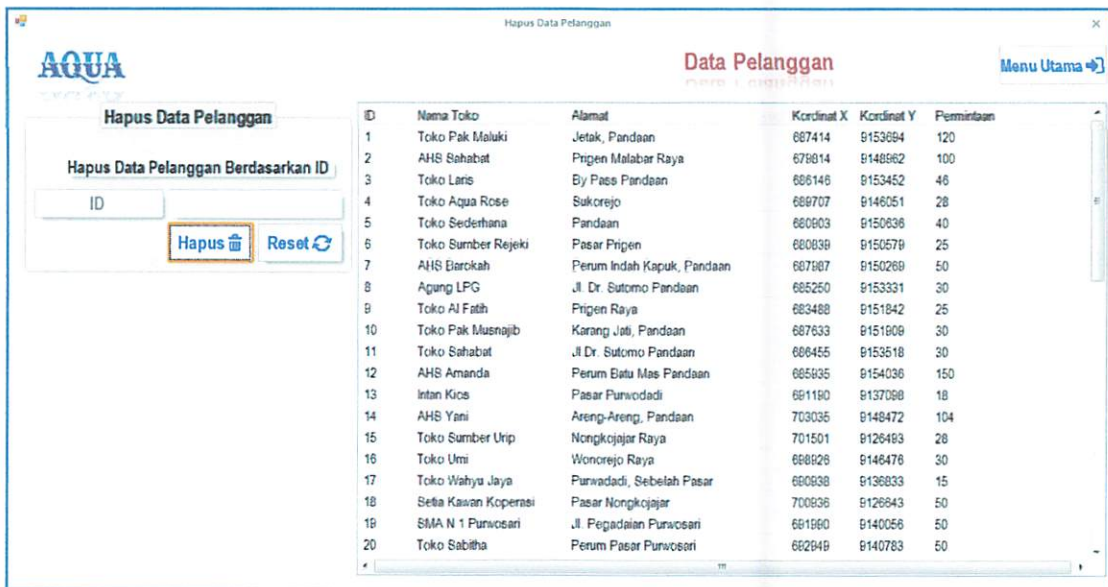 Hapus Data Pelanggan
AQUA
Data Pelanggan
Menu Utama
Hapus Data Pelanggan
Hapus Data Pelanggan Berdasarkan ID
ID
Hapus
Reset
ID Nama Toko Alamat Kordinat X Kordinat Y Permintaan
1 Toko Pak Maluki Jetak, Pandaan 687414 9153694 120
2 AHS Sahabat Prigen Malabar Raya 679814 9148962 100
3 Toko Laris By Pass Pandaan 686146 9153452 46
4 Toko Aqua Rose Sukorejo 689707 9146051 28
5 Toko Sederhana Pandaan 680903 9150636 40
6 Toko Sumber Rejeki Pasar Prigen 680839 9150579 25
7 AHS Barokah Perum Indah Kapuk, Pandaan 687987 9150269 50
8 Agung LPG Jl. Dr. Sutomo Pandaan 685250 9153331 30
9 Toko Al Fatih Prigen Raya 683488 9151842 25
10 Toko Pak Musnajib Karang Jati, Pandaan 687633 9151909 30
11 Toko Sahabat Jl.Dr. Sutomo Pandaan 686455 9153518 30
12 AHS Amanda Perum Batu Mas Pandaan 685935 9154036 150
13 Intan Kios Pasar Purwodadi 691190 9137098 18
14 AHS Yani Areng-Areng, Pandaan 703035 9148472 104
15 Toko Sumber Urip Nongkojajar Raya 701501 9126493 28
16 Toko Umi Wonorejo Raya 698926 9146476 30
17 Toko Wahyu Jaya Purwadadi, Sebelah Pasar 690938 9136833 15
18 Setia Kawan Koperasi Pasar Nongkojajar 700936 9126643 50
19 SMA N 1 Purwosari Jl. Pegadaian Purwosari 691990 9140056 50
20 Toko Sabitha Perum Pasar Purwosari 692949 9140783 50